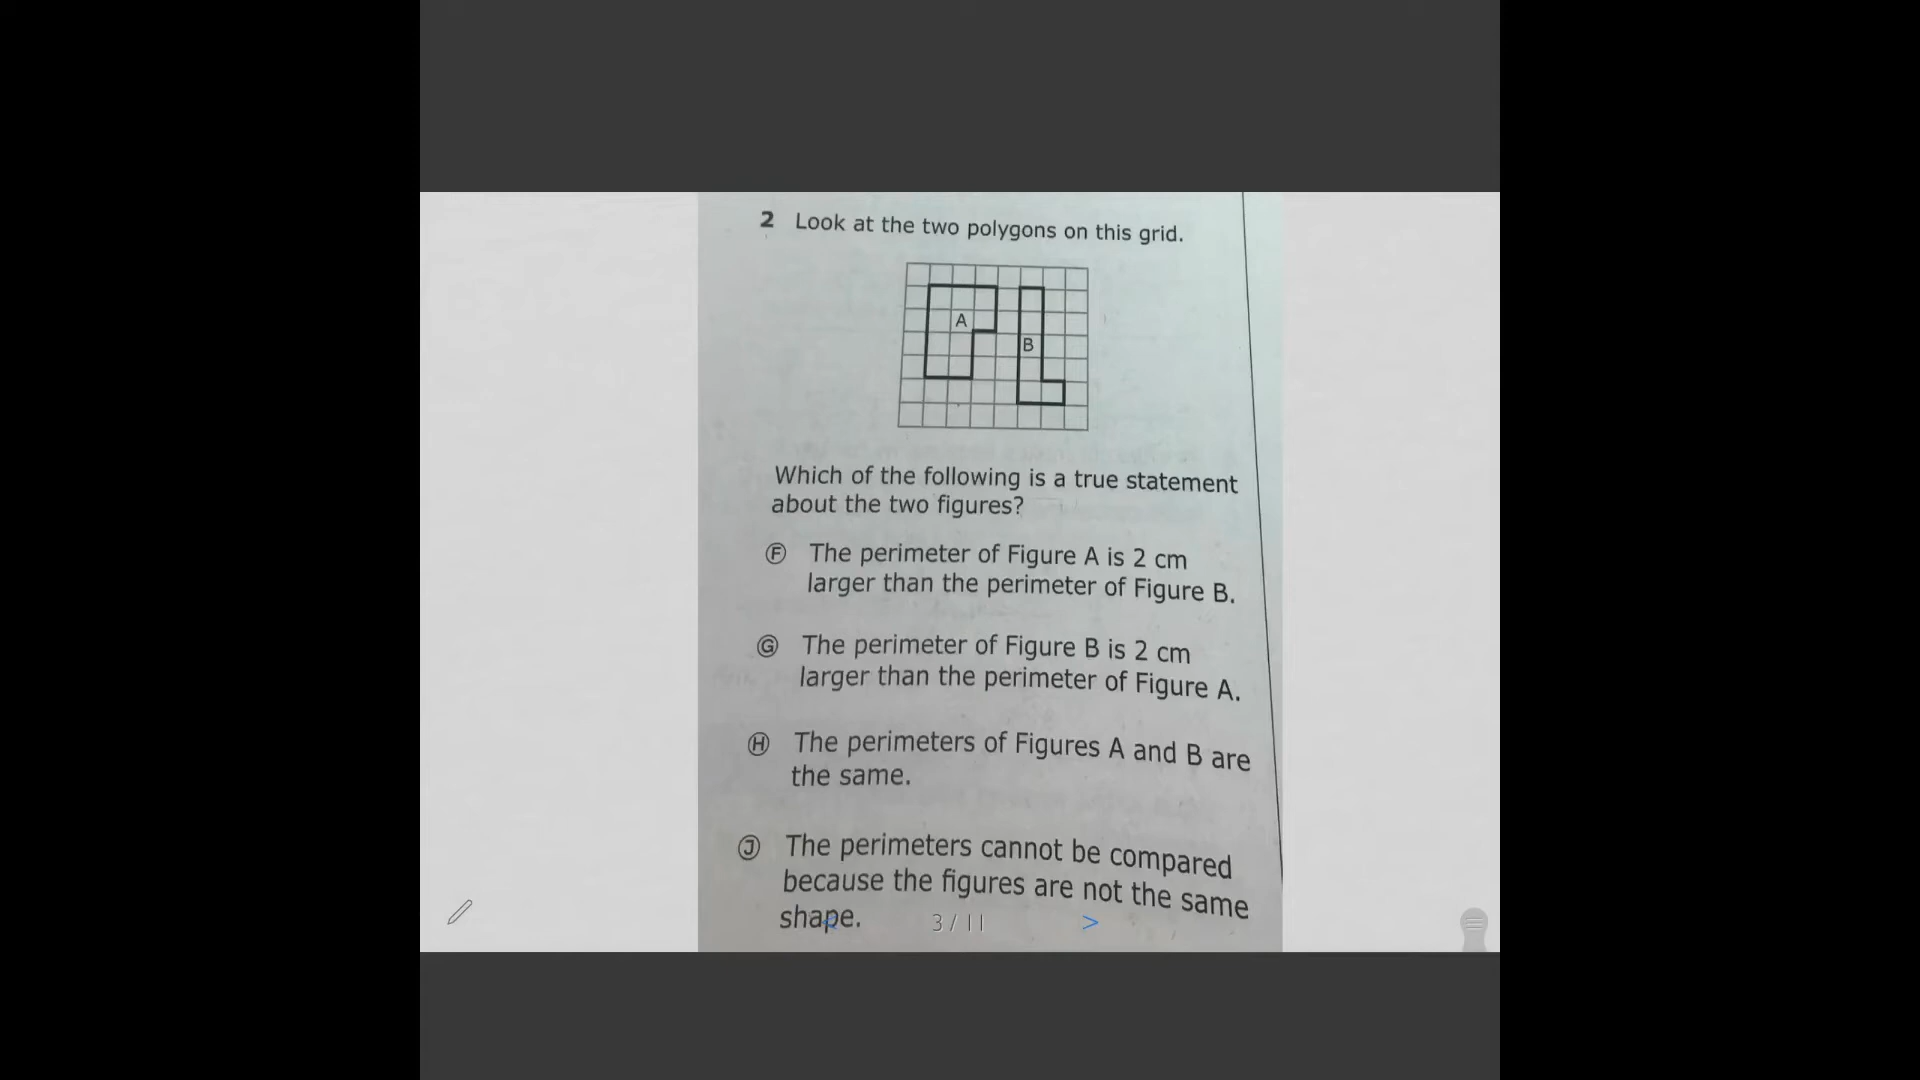 2 Look at the two polygons on this grid.
A
B
Which of the following is a true statement
about the two figures?
F The perimeter of Figure A is 2 cm
larger than the perimeter of Figure B.
G The perimeter of Figure B is 2 cm
larger than the perimeter of Figure A.
H The perimeters of Figures A and B are
the same.
J The perimeters cannot be compared
because the figures are not the same
shape.
< 3/11 >